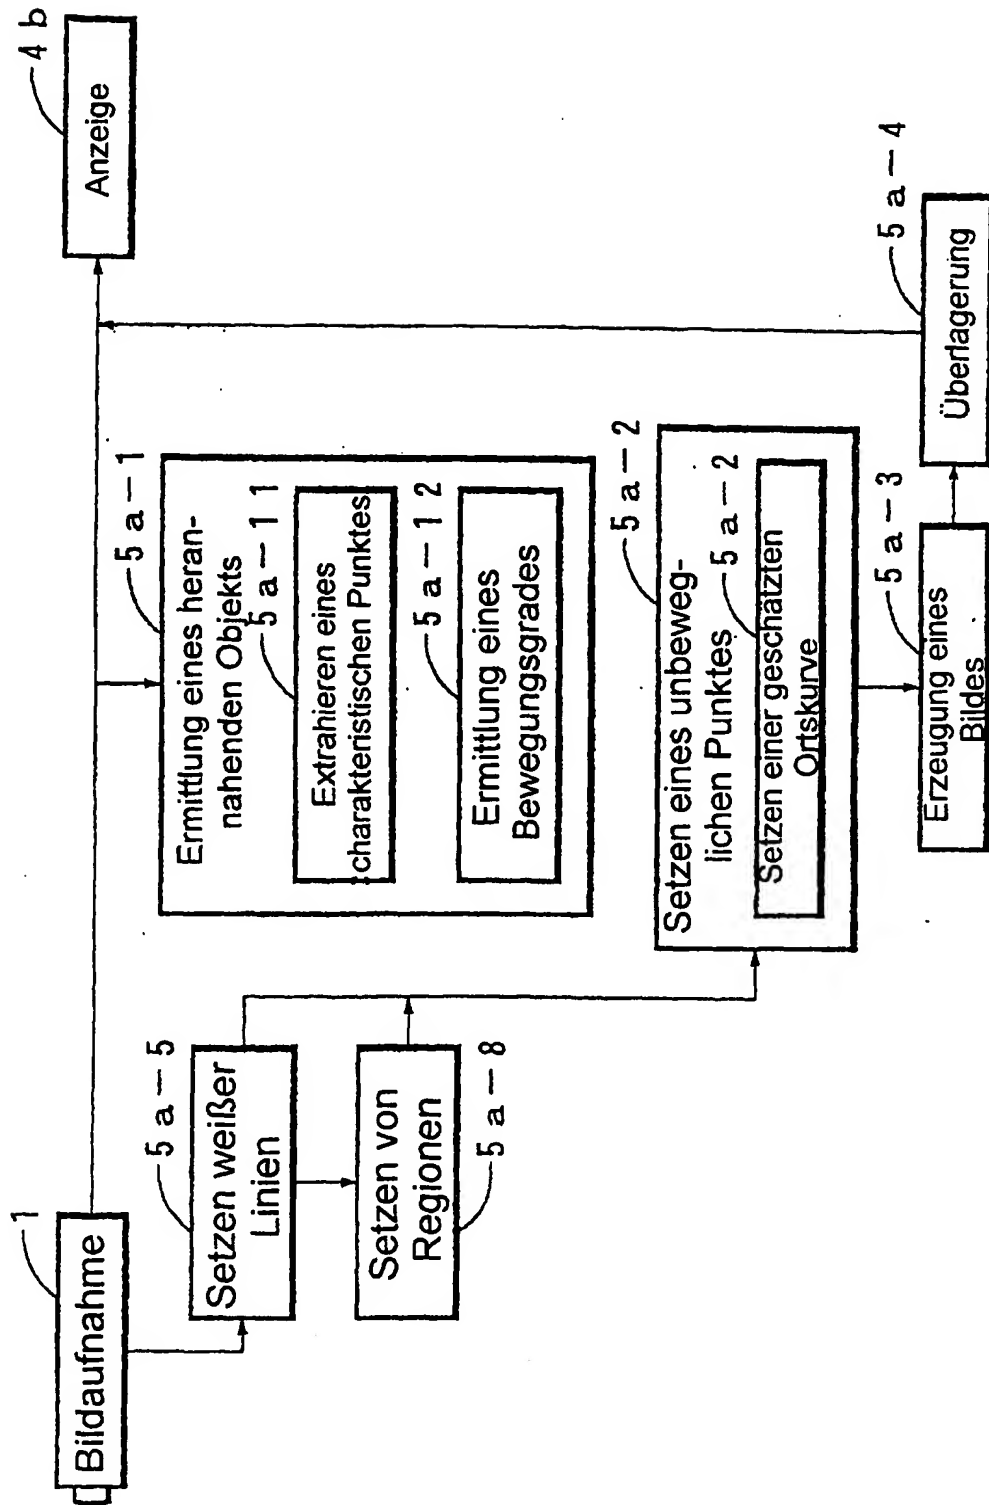 1
Bildaufnahme
4 b
Anzeige
5 a — 5
Setzen weißer
Linien
Setzen von
Regionen
5 a — 8
5 a — 1
Ermittlung eines heran-
nahenden Objekts
5 a — 1 1
Extrahieren eines
charakteristischen Punktes
5 a — 1 2
Ermittlung eines
Bewegungsgrades
5 a — 2
Setzen eines unbeweg-
lichen Punktes
5 a — 2
Setzen einer geschätzten
Ortskurve
5 a — 3
Erzeugung eines
Bildes
5 a — 4
Überlagerung